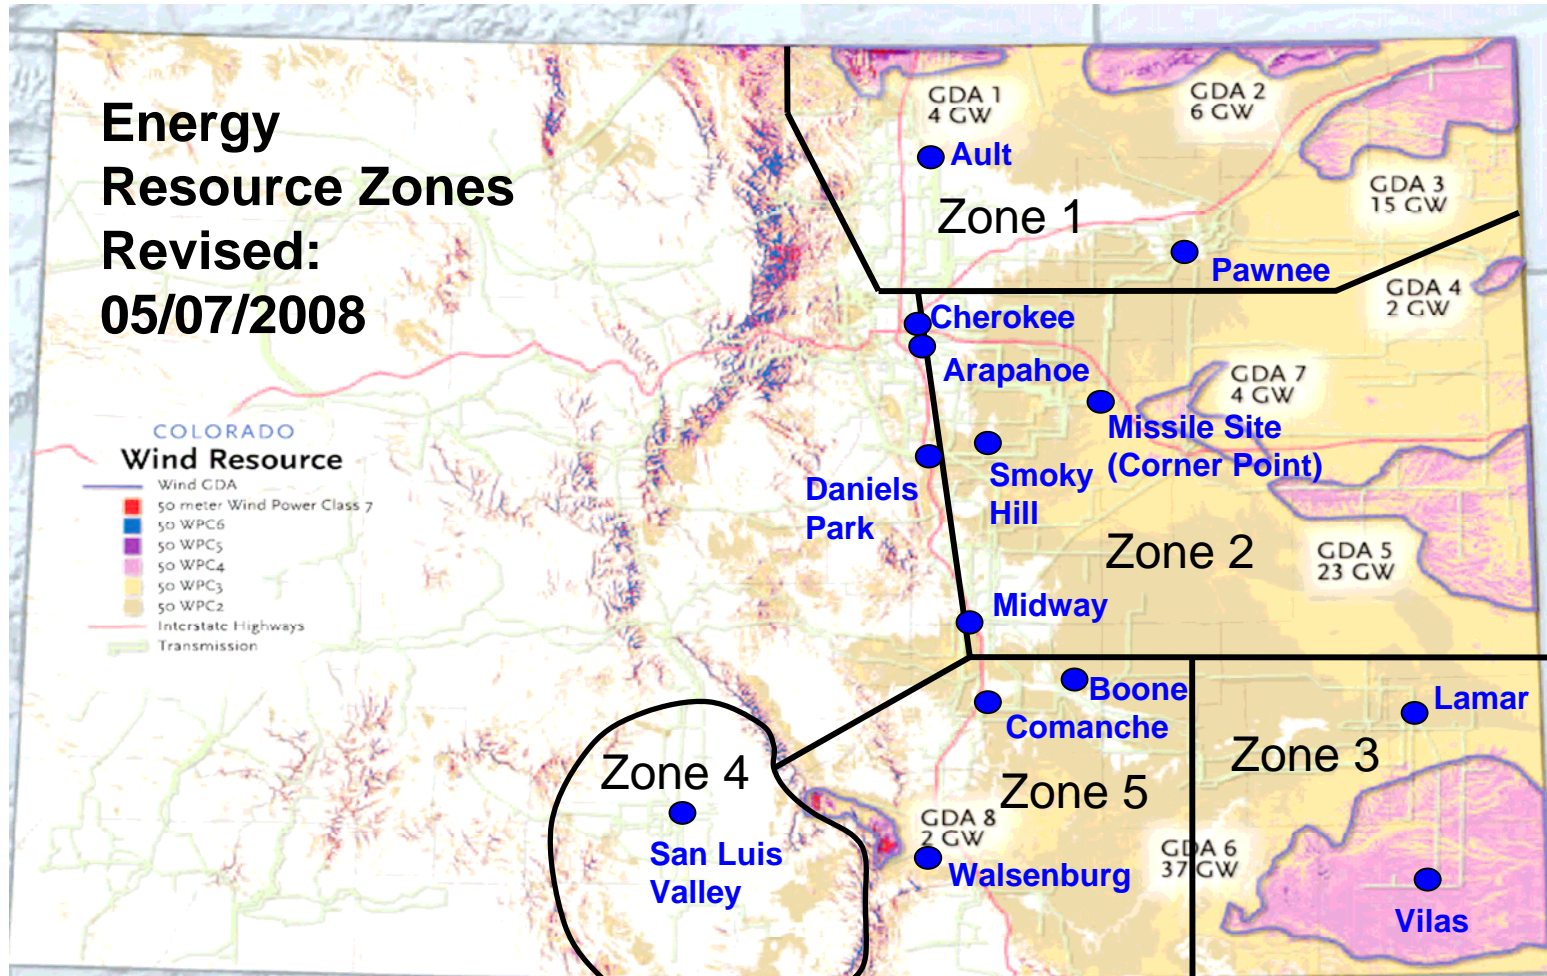 Energy
Resource Zones
Revised:
05/07/2008
COLORADO
Wind Resource
Wind GDA
50 meter Wind Power Class 7
50 WPC6
50 WPC5
50 WPC4
50 WPC3
50 WPC2
Interstate Highways
Transmission
GDA 1
4 GW
GDA 2
6 GW
Ault
GDA 3
15 GW
Zone 1
Pawnee
GDA 4
2 GW
Cherokee
Arapahoe
GDA 7
4 GW
Missile Site
(Corner Point)
Smoky
Hill
Daniels
Park
Zone 2
GDA 5
23 GW
Midway
Boone
Comanche
Lamar
Zone 3
Zone 4
Zone 5
GDA 8
2 GW
San Luis
Valley
Walsenburg
GDA 6
37 GW
Vilas